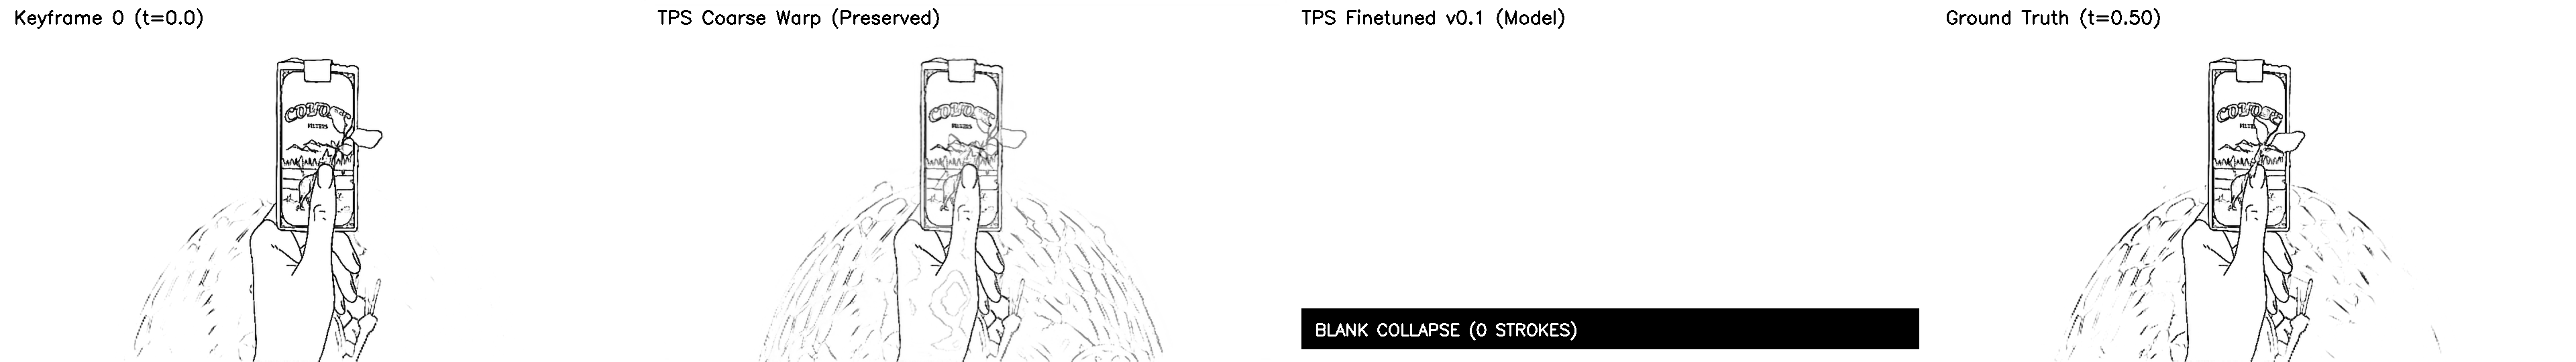 Keyframe 0 (t=0.0)
TPS Coarse Warp (Preserved)
TPS Finetuned v0.1 (Model)
Ground Truth (t=0.50)
FILTERS
BLANK COLLAPSE (0 STROKES)